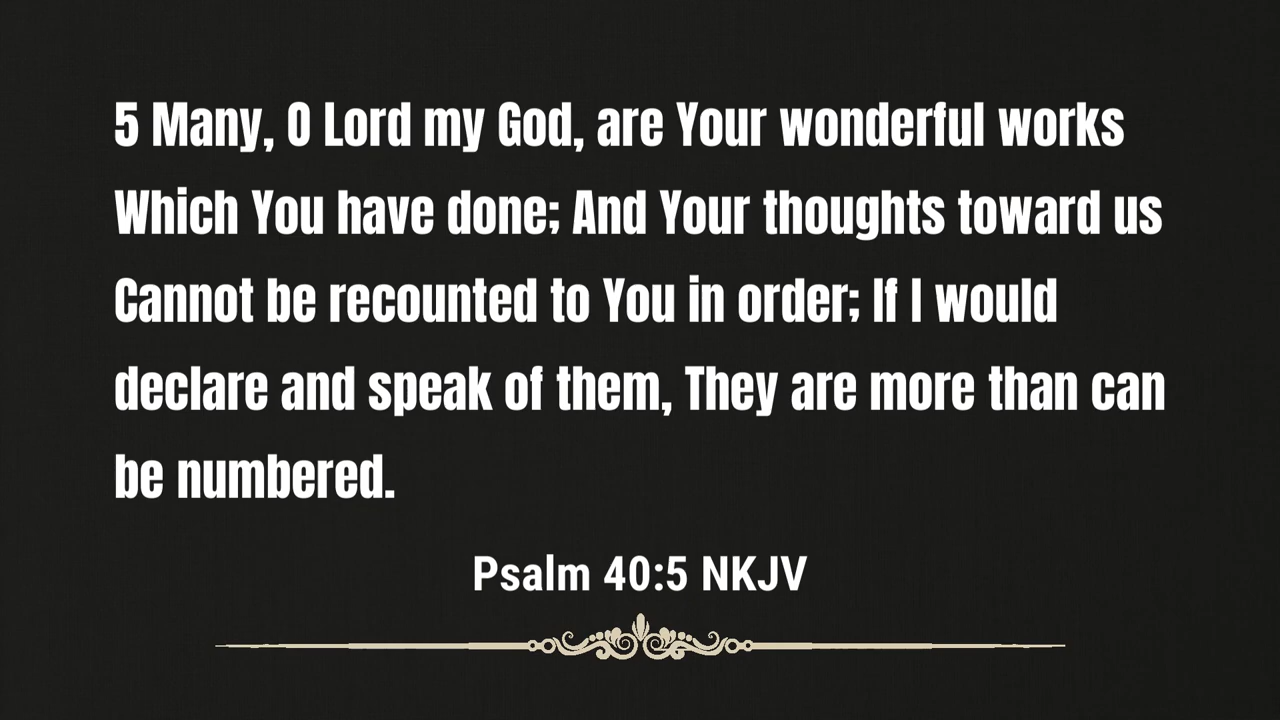 5 Many, O Lord my God, are Your wonderful works
Which You have done; And Your thoughts toward us
Cannot be recounted to You in order; If I would
declare and speak of them, They are more than can
be numbered.
Psalm 40:5 NKJV